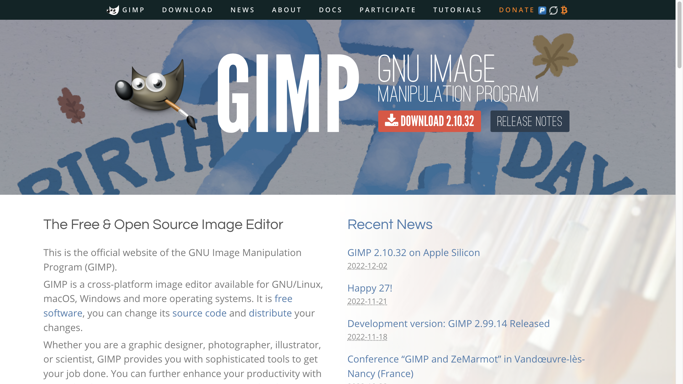 GIMP DOWNLOAD NEWS ABOUT DOCS PARTICIPATE TUTORIALS DONATE
BIRTH 27 DAY
GIMP
GNU IMAGE
MANIPULATION PROGRAM
DOWNLOAD 2.10.32 RELEASE NOTES
The Free & Open Source Image Editor
This is the official website of the GNU Image Manipulation
Program (GIMP).
GIMP is a cross-platform image editor available for GNU/Linux,
macOS, Windows and more operating systems. It is free
software, you can change its source code and distribute your
changes.
Whether you are a graphic designer, photographer, illustrator,
or scientist, GIMP provides you with sophisticated tools to get
your job done. You can further enhance your productivity with
Recent News
GIMP 2.10.32 on Apple Silicon
2022-12-02
Happy 27!
2022-11-21
Development version: GIMP 2.99.14 Released
2022-11-18
Conference “GIMP and ZeMarmot” in Vandœuvre-lès-
Nancy (France)